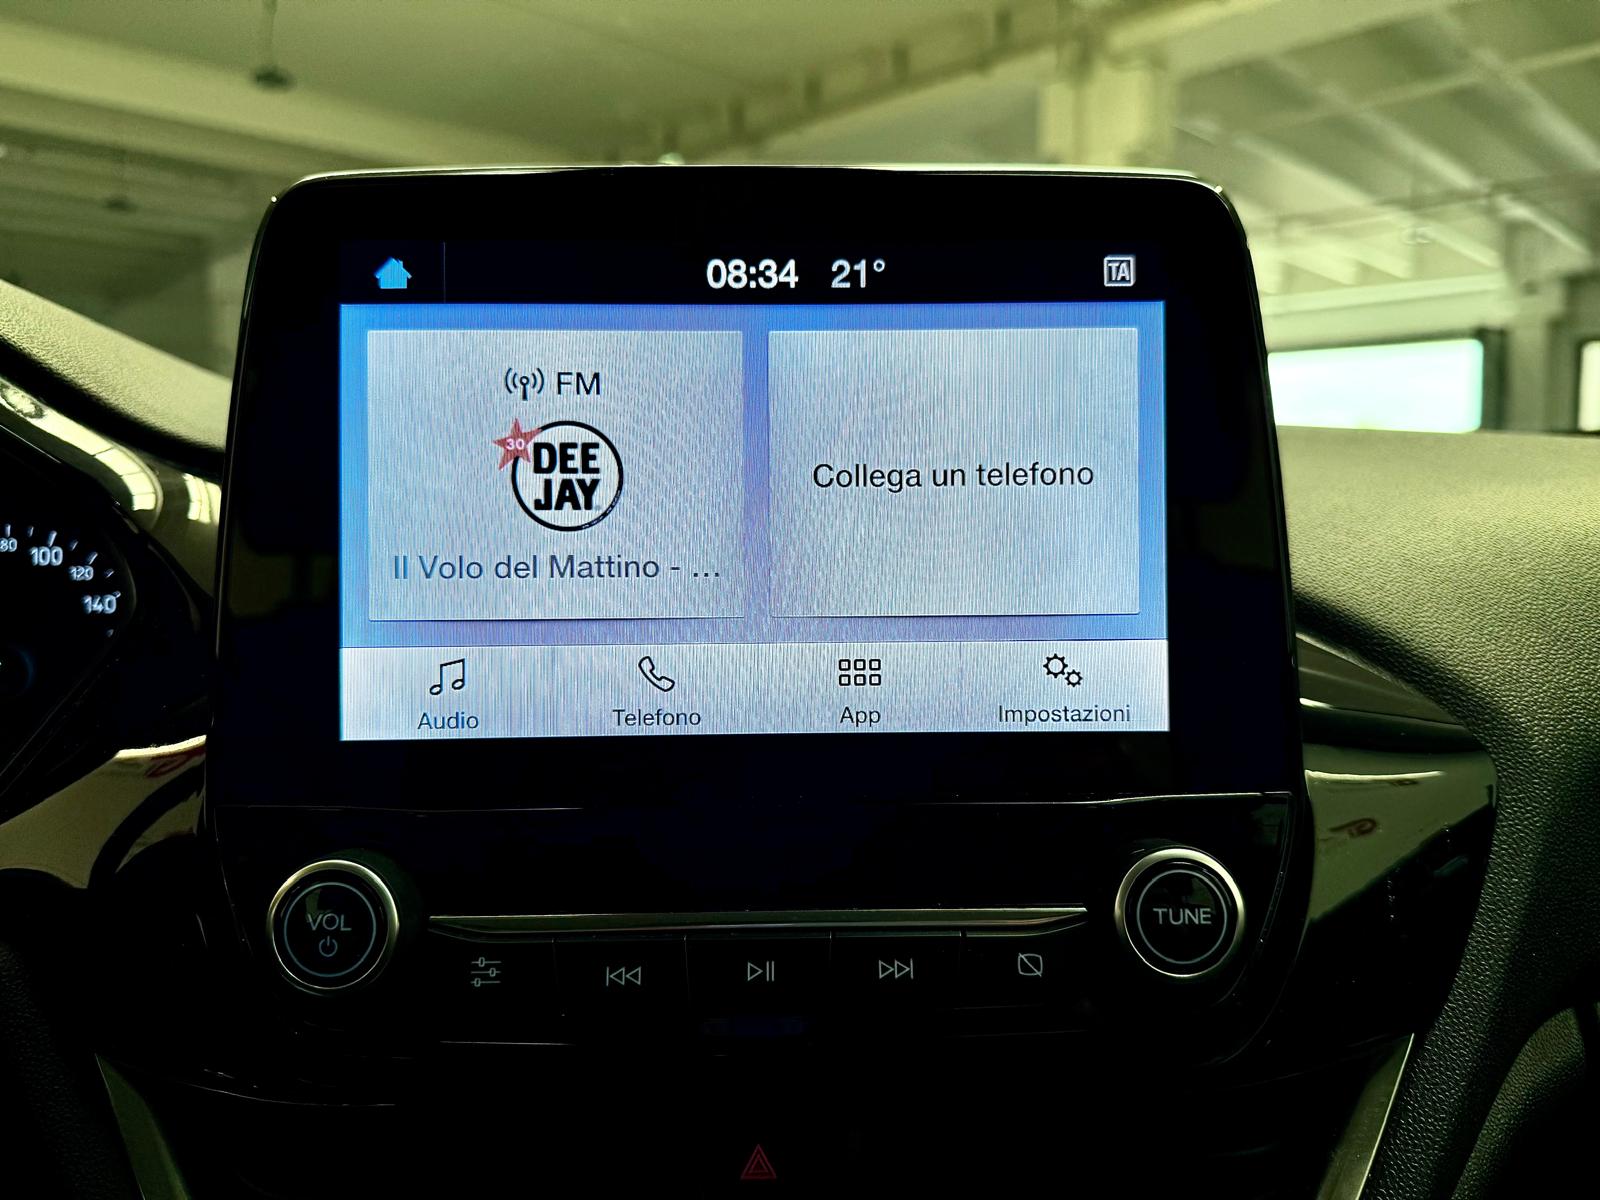 08:34 21°
TA
FM
30
DEE
JAY
Il Volo del Mattino - ...
Collega un telefono
Audio
Telefono
App
Impostazioni
80
100
120
140
VOL
TUNE